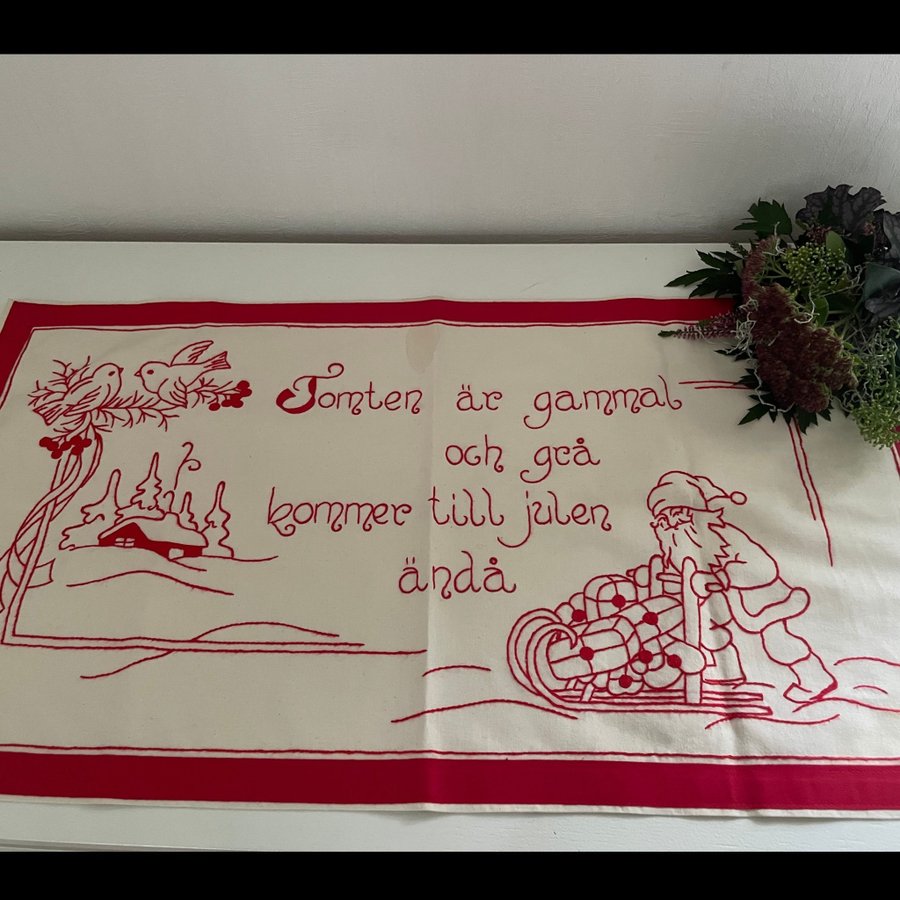 Tomten är gammal
och grå
kommer till julen
ändå